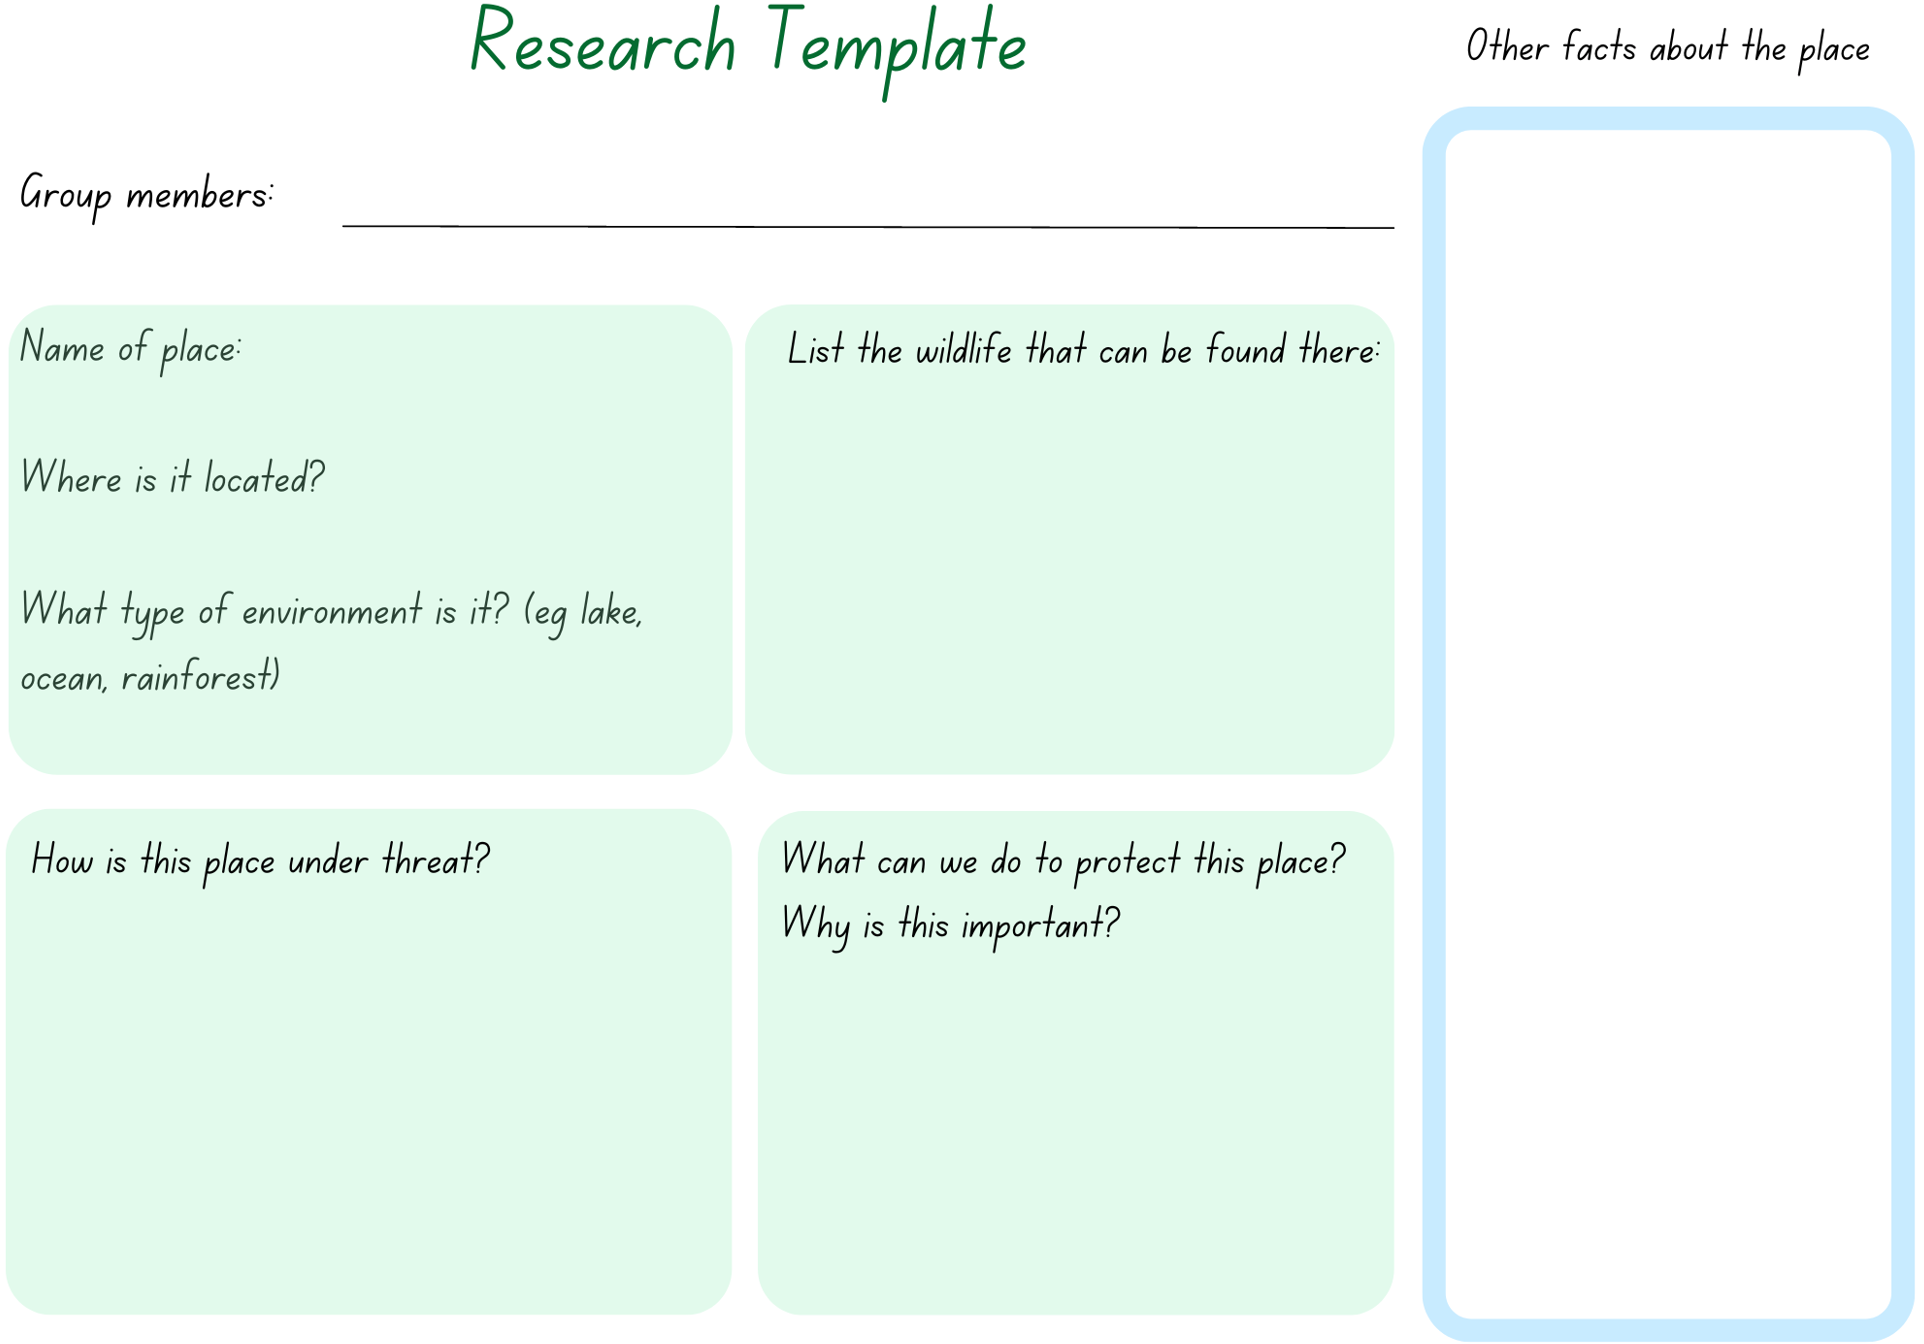 Research Template
Group members:
Name of place:
Where is it located?
What type of environment is it? (eg lake,
ocean, rainforest)
List the wildlife that can be found there:
How is this place under threat?
What can we do to protect this place?
Why is this important?
Other facts about the place